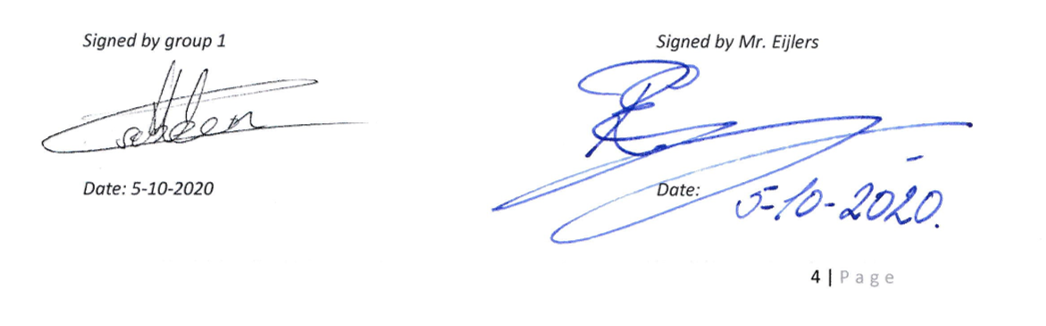 Signed by group 1
Signed by Mr. Eijlers
Date: 5-10-2020
Date: 5-10-2020.
4 | Page